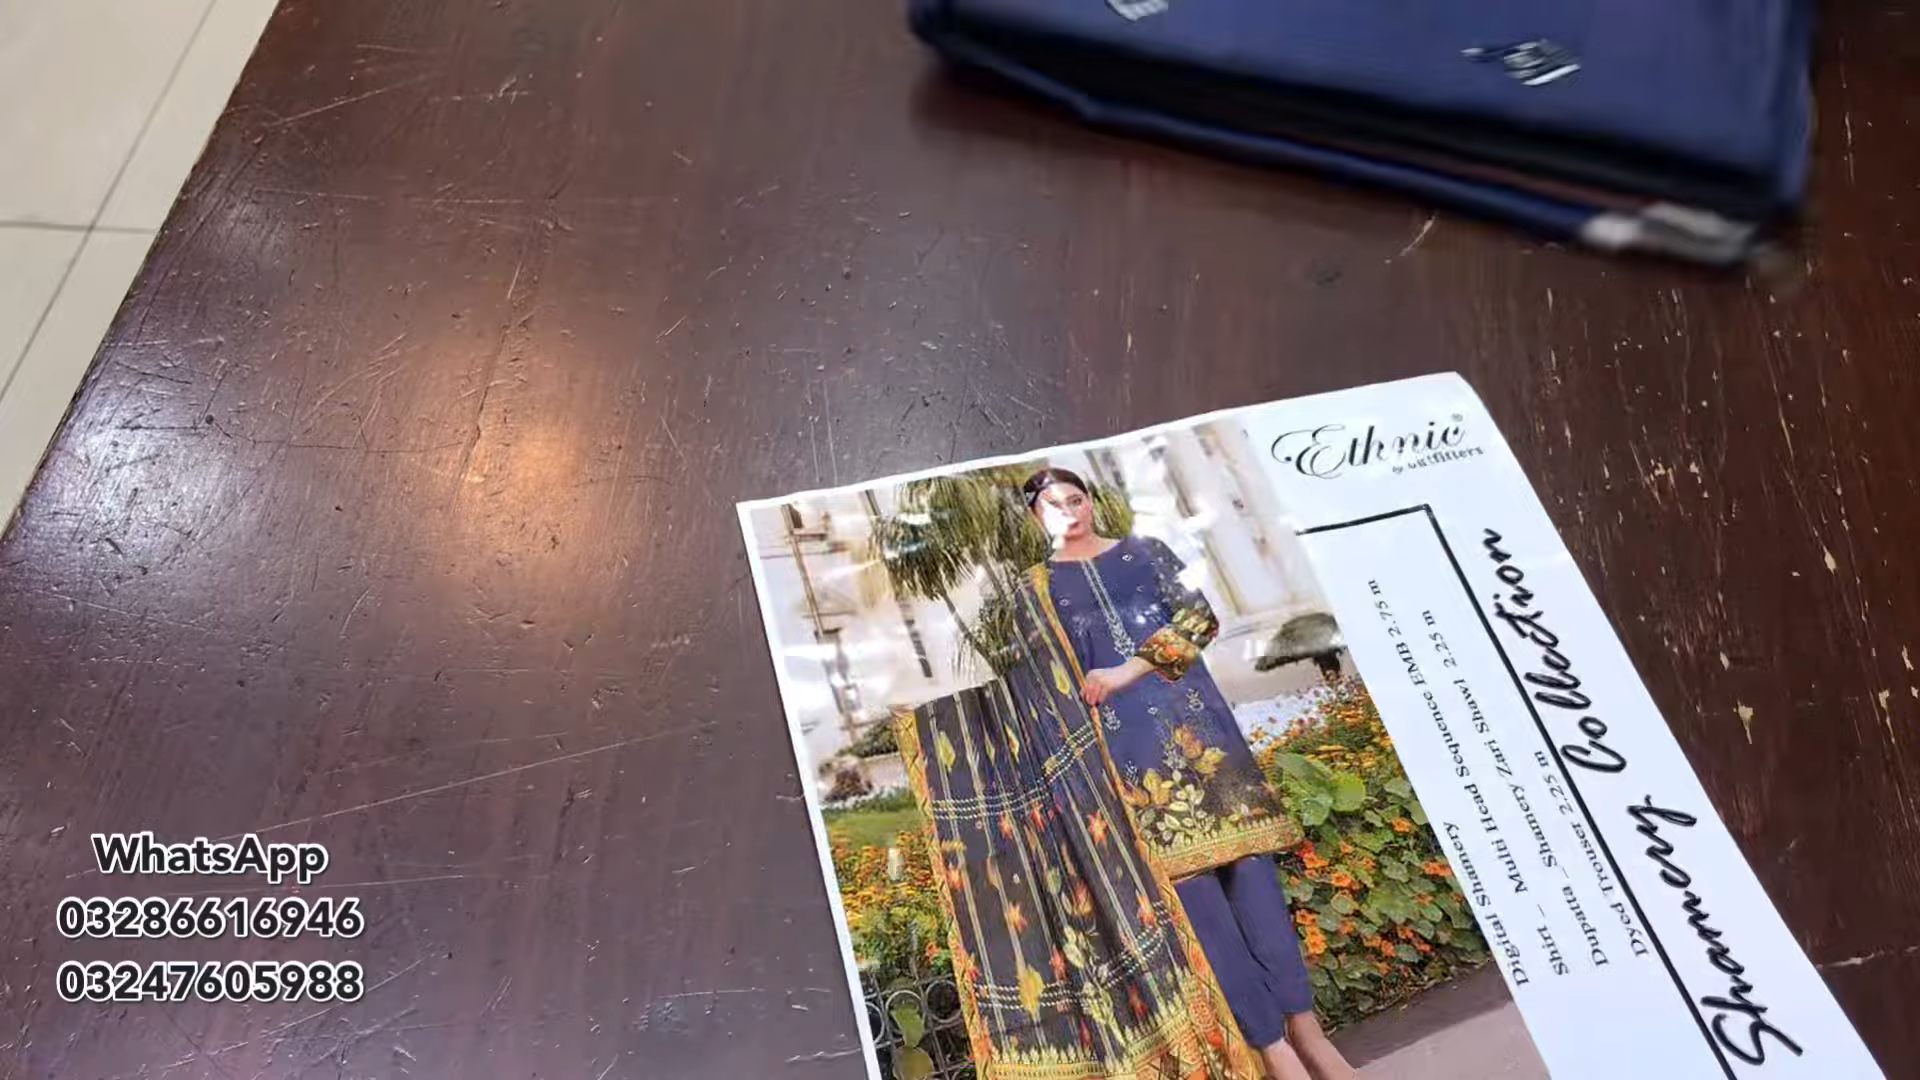 Ethnic®
by outfitters
Shamery Collection
Digital Shamery
Shirt – Multi Head Sequence EMB 2.75 m
Dupatta – Shamery Zari Shawl 2.25 m
Dyed Trouser 2.25 m
WhatsApp
03286616946
03247605988